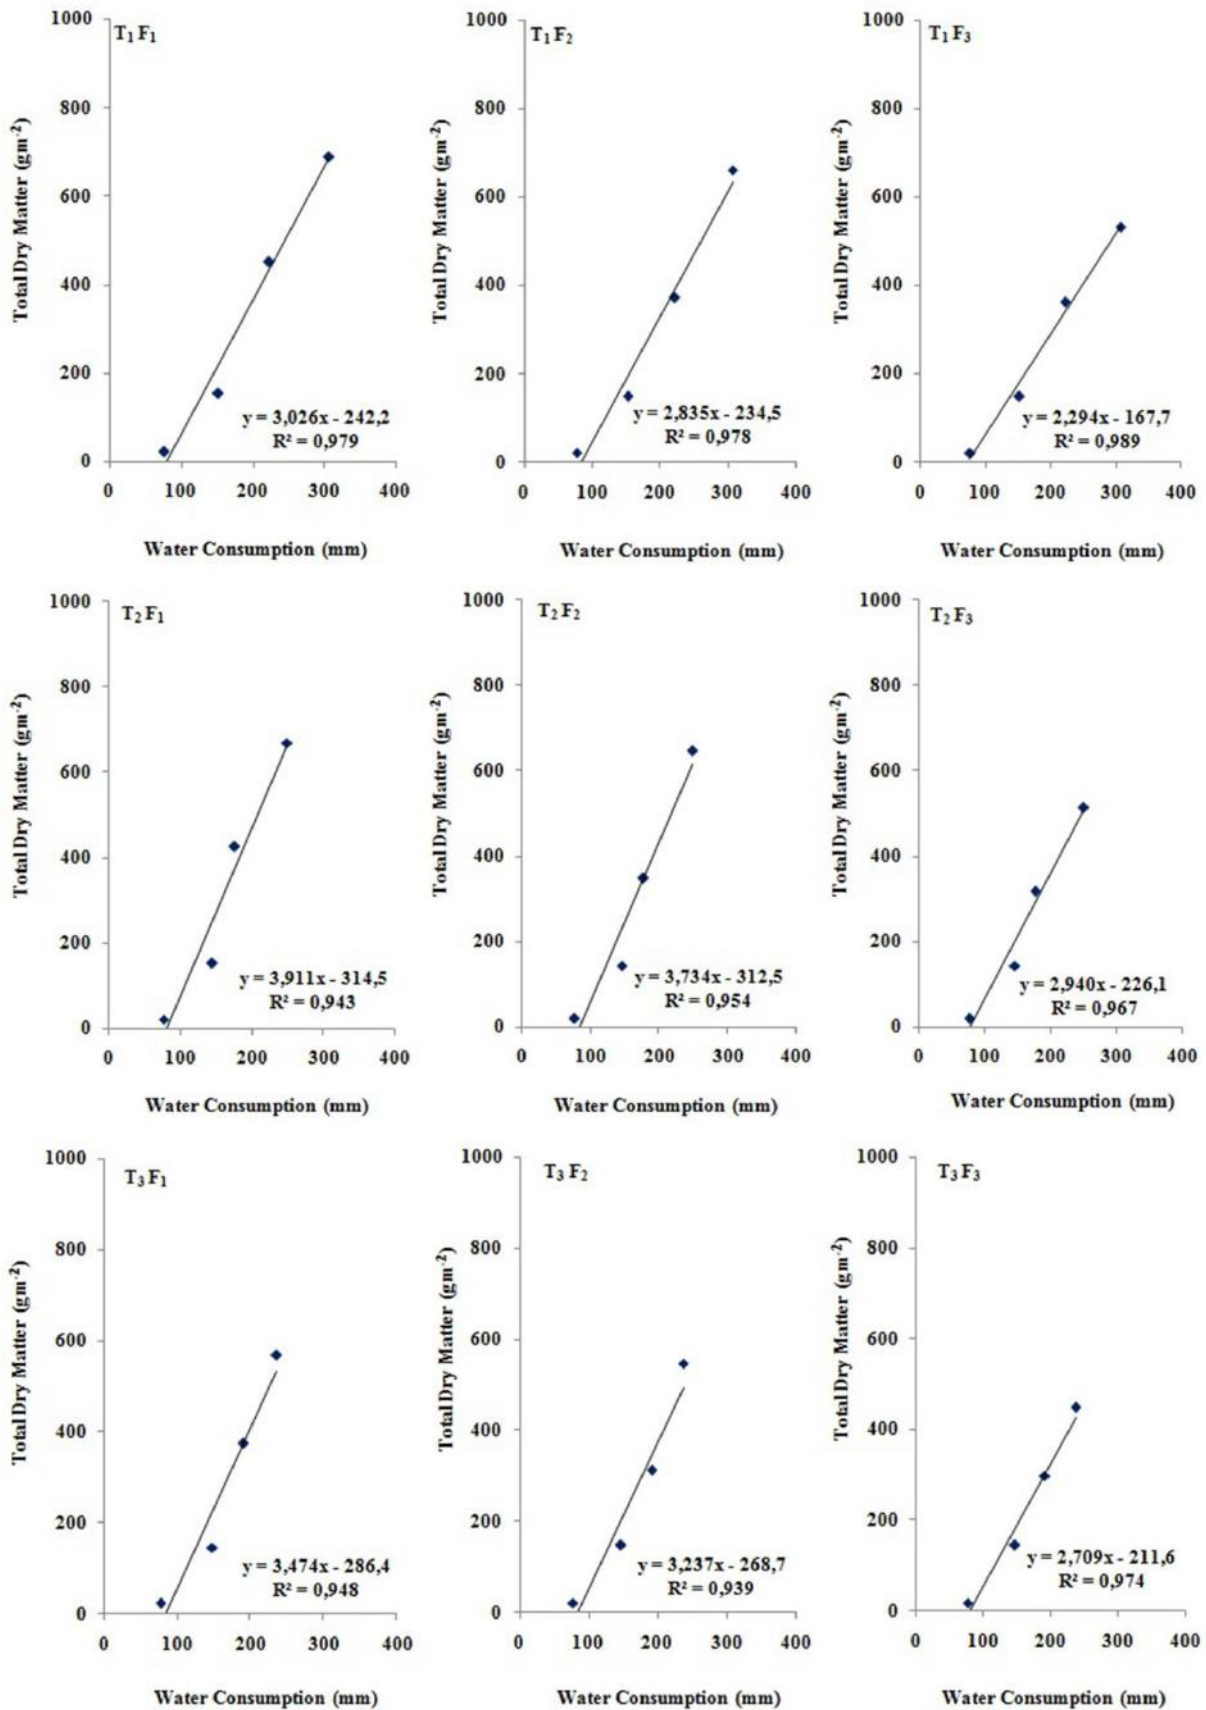 T1 F1
Total Dry Matter (gm-2)
1000
800
600
400
200
0
y = 3,026x - 242,2
R² = 0,979
0 100 200 300 400
Water Consumption (mm)
T1 F2
Total Dry Matter (gm-2)
1000
800
600
400
200
0
y = 2,835x - 234,5
R² = 0,978
0 100 200 300 400
Water Consumption (mm)
T1 F3
Total Dry Matter (gm-2)
1000
800
600
400
200
0
y = 2,294x - 167,7
R² = 0,989
0 100 200 300 400
Water Consumption (mm)
T2 F1
Total Dry Matter (gm-2)
1000
800
600
400
200
0
y = 3,911x - 314,5
R² = 0,943
0 100 200 300 400
Water Consumption (mm)
T2 F2
Total Dry Matter (gm-2)
1000
800
600
400
200
0
y = 3,734x - 312,5
R² = 0,954
0 100 200 300 400
Water Consumption (mm)
T2 F3
Total Dry Matter (gm-2)
1000
800
600
400
200
0
y = 2,940x - 226,1
R² = 0,967
0 100 200 300 400
Water Consumption (mm)
T3 F1
Total Dry Matter (gm-2)
1000
800
600
400
200
0
y = 3,474x - 286,4
R² = 0,948
0 100 200 300 400
Water Consumption (mm)
T3 F2
Total Dry Matter (gm-2)
1000
800
600
400
200
0
y = 3,237x - 268,7
R² = 0,939
0 100 200 300 400
Water Consumption (mm)
T3 F3
Total Dry Matter (gm-2)
1000
800
600
400
200
0
y = 2,709x - 211,6
R² = 0,974
0 100 200 300 400
Water Consumption (mm)